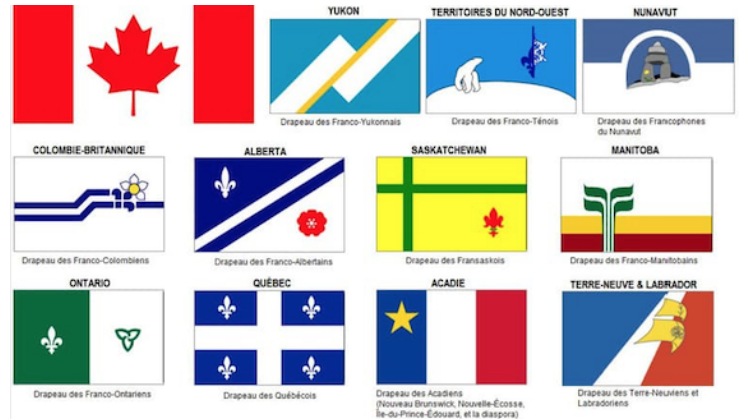 YUKON
Drapeau des Franco-Yukonnais
TERRITOIRES DU NORD-OUEST
Drapeau des Franco-Ténois
NUNAVUT
Drapeau des Francophones
du Nunavut
COLOMBIE-BRITANNIQUE
Drapeau des Franco-Colombiens
ALBERTA
Drapeau des Franco-Albertains
SASKATCHEWAN
Drapeau des Fransaskois
MANITOBA
Drapeau des Franco-Manitobains
ONTARIO
Drapeau des Franco-Ontariens
QUÉBEC
Drapeau des Québécois
ACADIE
Drapeau des Acadiens
(Nouveau Brunswick, Nouvelle-Écosse,
Île-du-Prince-Édouard, et la diaspora)
TERRE-NEUVE & LABRADOR
Drapeau des Terre-Neuviens et
Labradoriens